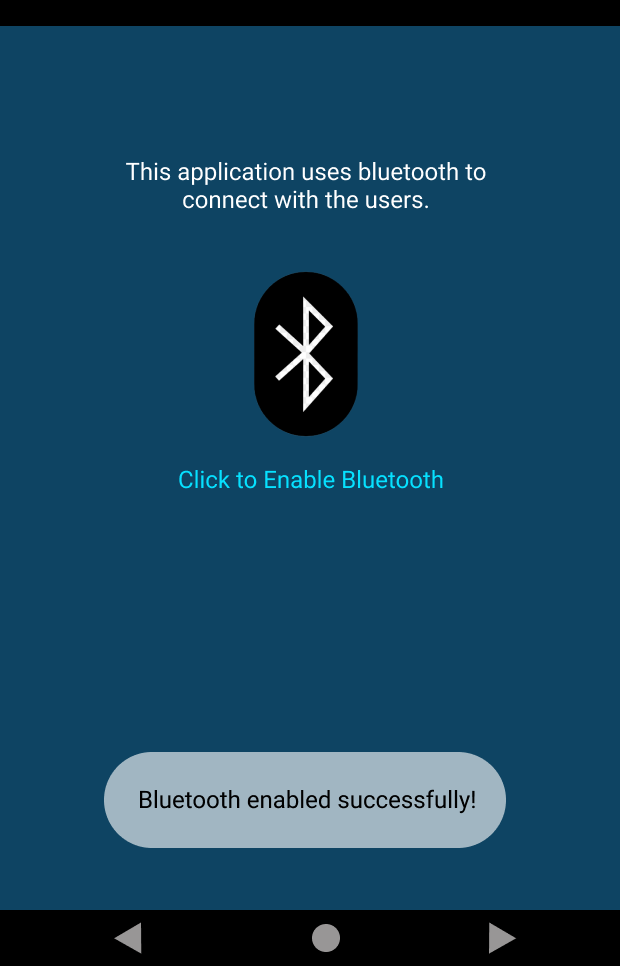 This application uses bluetooth to
connect with the users.
Click to Enable Bluetooth
Bluetooth enabled successfully!